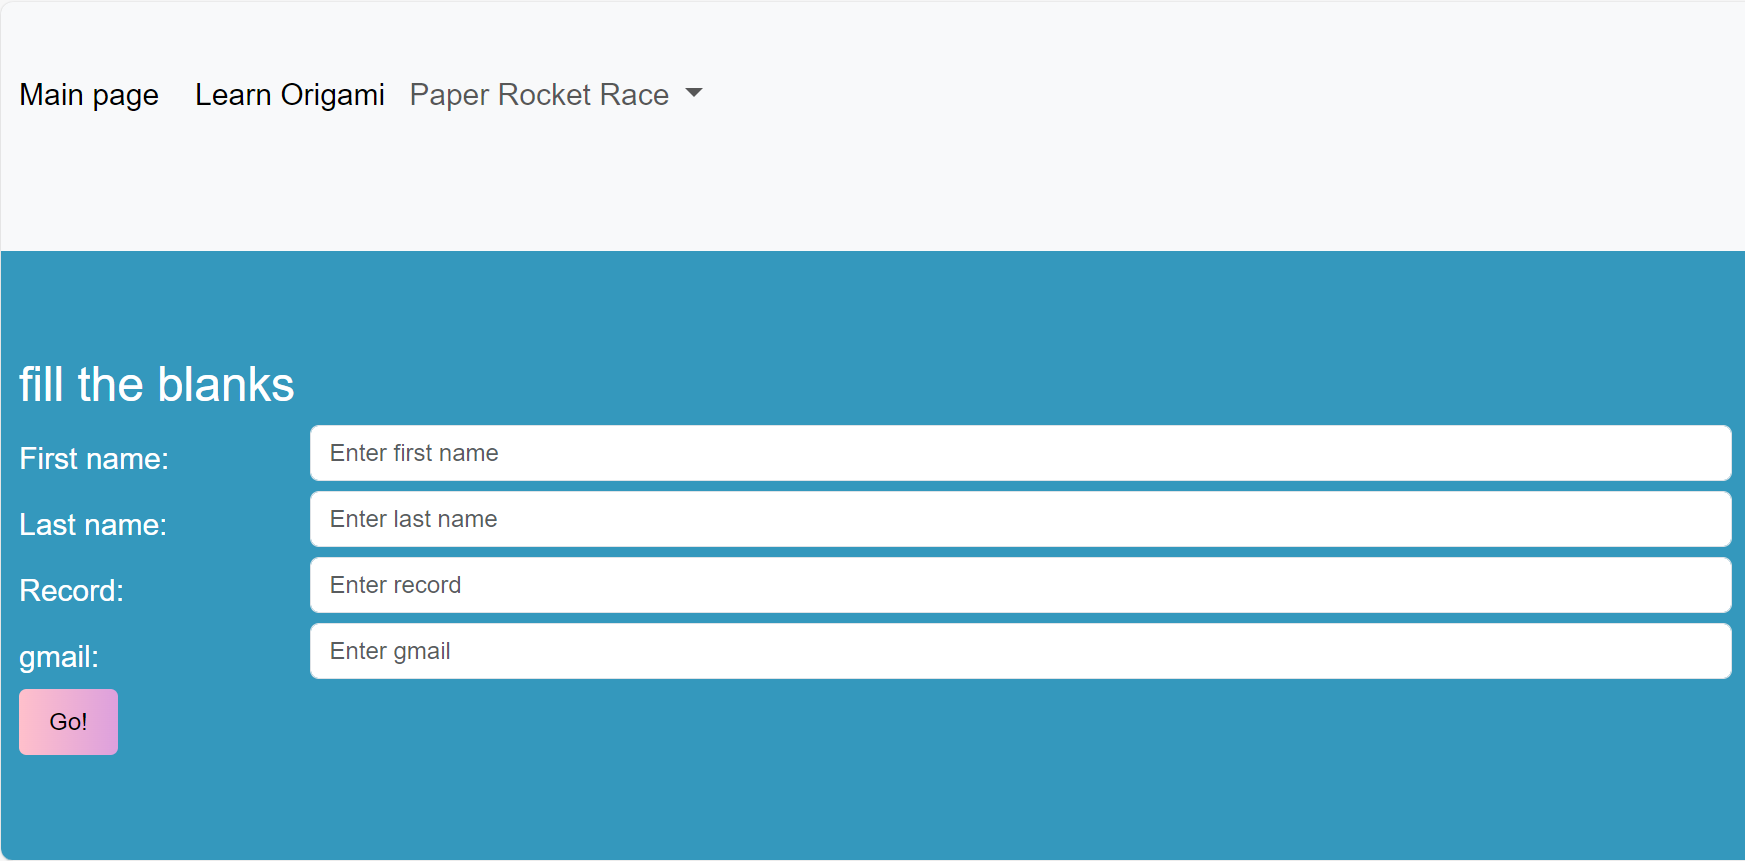 Main page Learn Origami Paper Rocket Race
fill the blanks
First name: Enter first name
Last name: Enter last name
Record: Enter record
gmail: Enter gmail
Go!